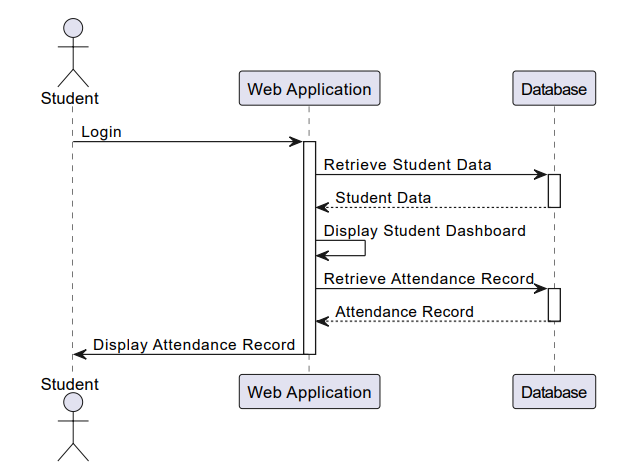 Student
Web Application
Database
Login
Retrieve Student Data
Student Data
Display Student Dashboard
Retrieve Attendance Record
Attendance Record
Display Attendance Record
Student
Web Application
Database